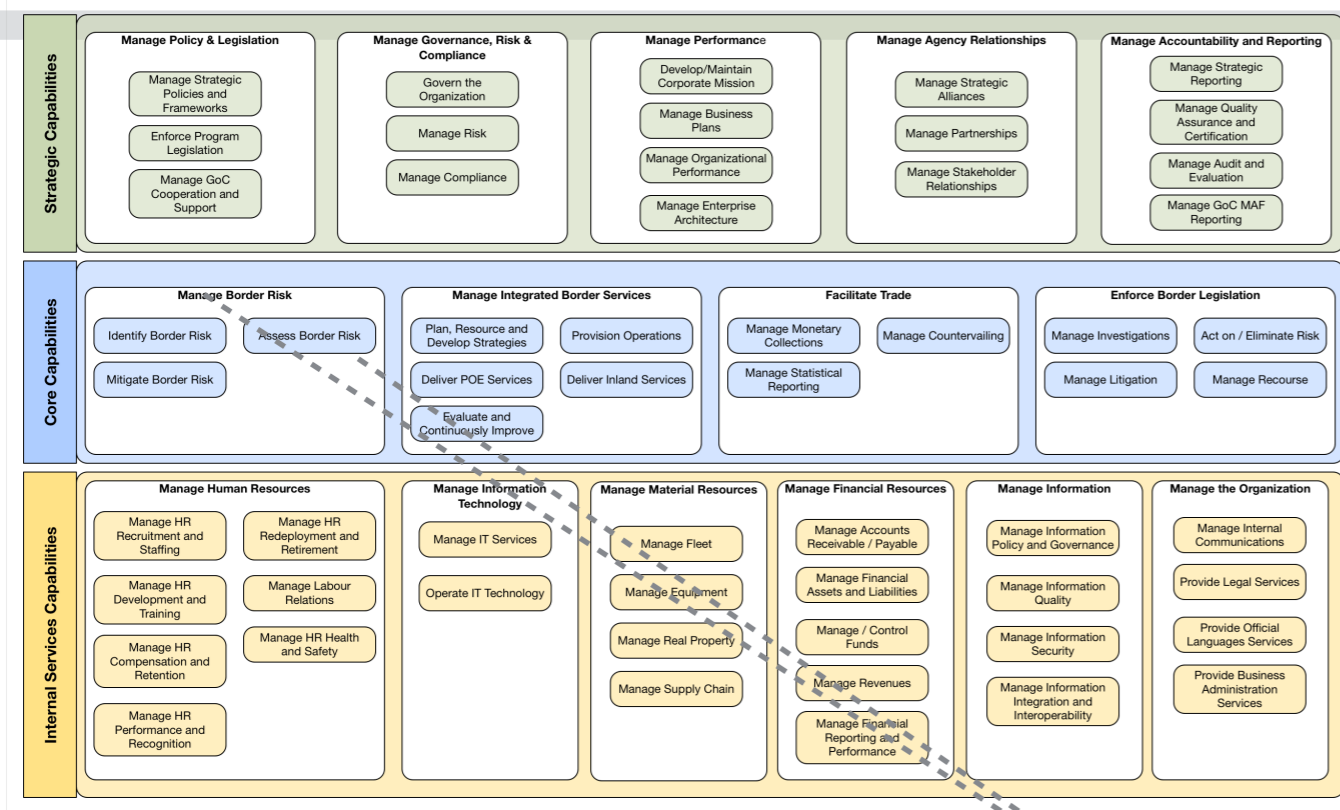 Strategic Capabilities
Manage Policy & Legislation
Manage Strategic
Policies and
Frameworks
Enforce Program
Legislation
Manage GoC
Cooperation and
Support
Manage Governance, Risk &
Compliance
Govern the
Organization
Manage Risk
Manage Compliance
Manage Performance
Develop/Maintain
Corporate Mission
Manage Business
Plans
Manage Organizational
Performance
Manage Enterprise
Architecture
Manage Agency Relationships
Manage Strategic
Alliances
Manage Partnerships
Manage Stakeholder
Relationships
Manage Accountability and Reporting
Manage Strategic
Reporting
Manage Quality
Assurance and
Certification
Manage Audit and
Evaluation
Manage GoC MAF
Reporting
Core Capabilities
Manage Border Risk
Identify Border Risk
Assess Border Risk
Mitigate Border Risk
Manage Integrated Border Services
Plan, Resource and
Develop Strategies
Provision Operations
Deliver POE Services
Deliver Inland Services
Evaluate and
Continuously Improve
Facilitate Trade
Manage Monetary
Collections
Manage Countervailing
Manage Statistical
Reporting
Enforce Border Legislation
Manage Investigations
Act on / Eliminate Risk
Manage Litigation
Manage Recourse
Internal Services Capabilities
Manage Human Resources
Manage HR
Recruitment and
Staffing
Manage HR
Redeployment and
Retirement
Manage HR
Development and
Training
Manage Labour
Relations
Manage HR
Compensation and
Retention
Manage HR Health
and Safety
Manage HR
Performance and
Recognition
Manage Information
Technology
Manage IT Services
Operate IT Technology
Manage Material Resources
Manage Fleet
Manage Equipment
Manage Real Property
Manage Supply Chain
Manage Financial Resources
Manage Accounts
Receivable / Payable
Manage Financial
Assets and Liabilities
Manage / Control
Funds
Manage Revenues
Manage Financial
Reporting and
Performance
Manage Information
Manage Information
Policy and Governance
Manage Information
Quality
Manage Information
Security
Manage Information
Integration and
Interoperability
Manage the Organization
Manage Internal
Communications
Provide Legal Services
Provide Official
Languages Services
Provide Business
Administration
Services